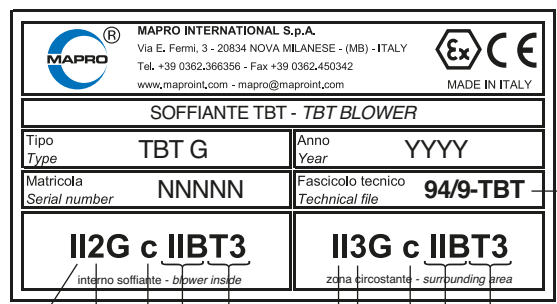 MAPRO ®
MAPRO INTERNATIONAL S.p.A.
Via E. Fermi, 3 - 20834 NOVA MILANESE - (MB) - ITALY
Tel. +39 0362.366356 - Fax +39 0362.450342
www.maproint.com - mapro@maproint.com
Ex CE
MADE IN ITALY
SOFFIANTE TBT - TBT BLOWER
Tipo
Type
TBT G
Anno
Year
YYYY
Matricola
Serial number
NNNNN
Fascicolo tecnico
Technical file
94/9-TBT
II2G c IIBT3
interno soffiante - blower inside
II3G c IIBT3
zona circostante - surrounding area